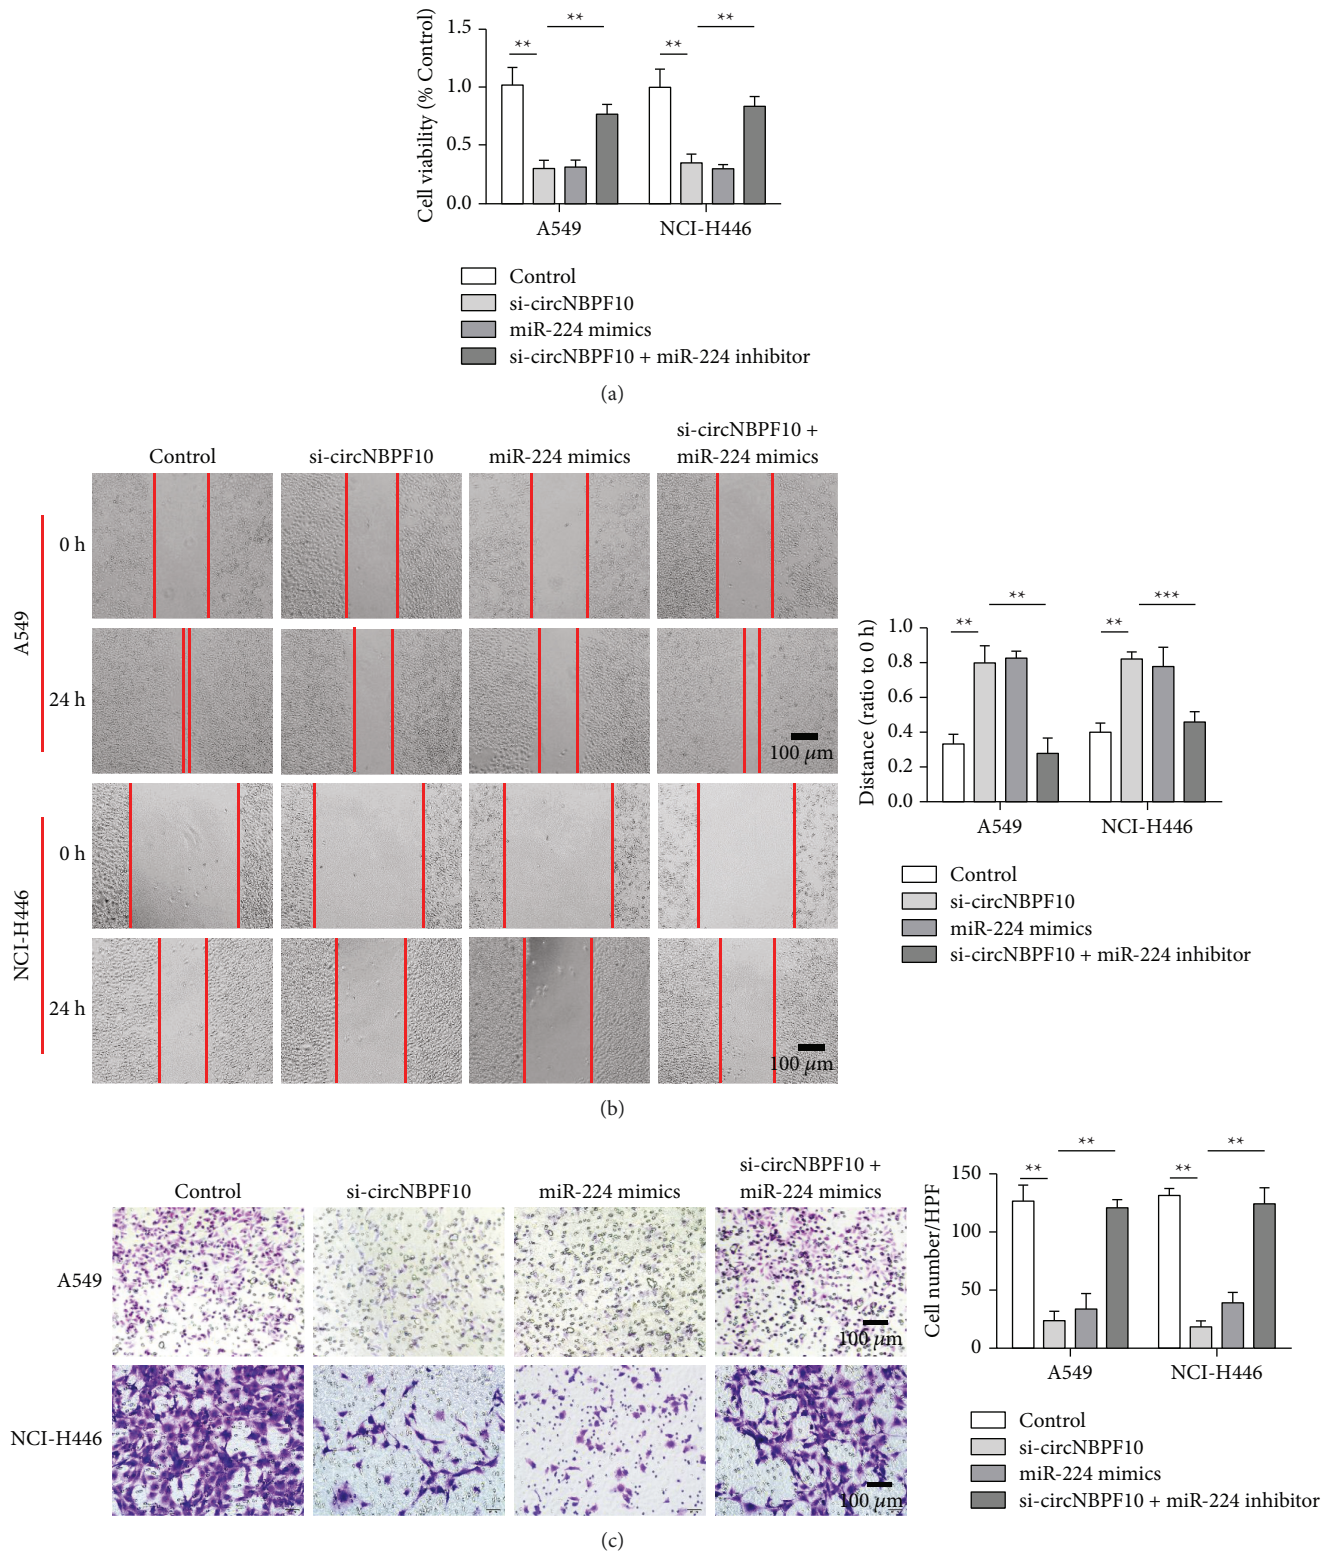 1.5
1.0
0.5
0.0
Cell viability (% Control)
**
**
**
**
A549
NCI-H446
Control
si-circNBPF10
miR-224 mimics
si-circNBPF10 + miR-224 inhibitor
(a)
Control
si-circNBPF10
miR-224 mimics
si-circNBPF10 +
miR-224 mimics
A549
0 h
24 h
100 µm
NCI-H446
0 h
24 h
100 µm
Distance (ratio to 0 h)
1.0
0.8
0.6
0.4
0.2
0.0
**
**
**
***
A549
NCI-H446
Control
si-circNBPF10
miR-224 mimics
si-circNBPF10 + miR-224 inhibitor
(b)
Control
si-circNBPF10
miR-224 mimics
si-circNBPF10 +
miR-224 mimics
A549
100 µm
NCI-H446
100 µm
Cell number/HPF
150
100
50
0
**
**
**
**
A549
NCI-H446
Control
si-circNBPF10
miR-224 mimics
si-circNBPF10 + miR-224 inhibitor
(c)